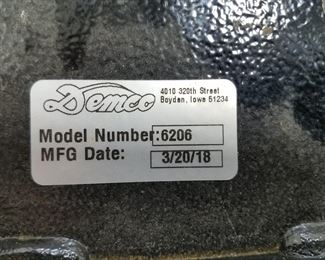 Demco
4010 320th Street
Boyden, Iowa 51234
Model Number: 6206
MFG Date: 3/20/18